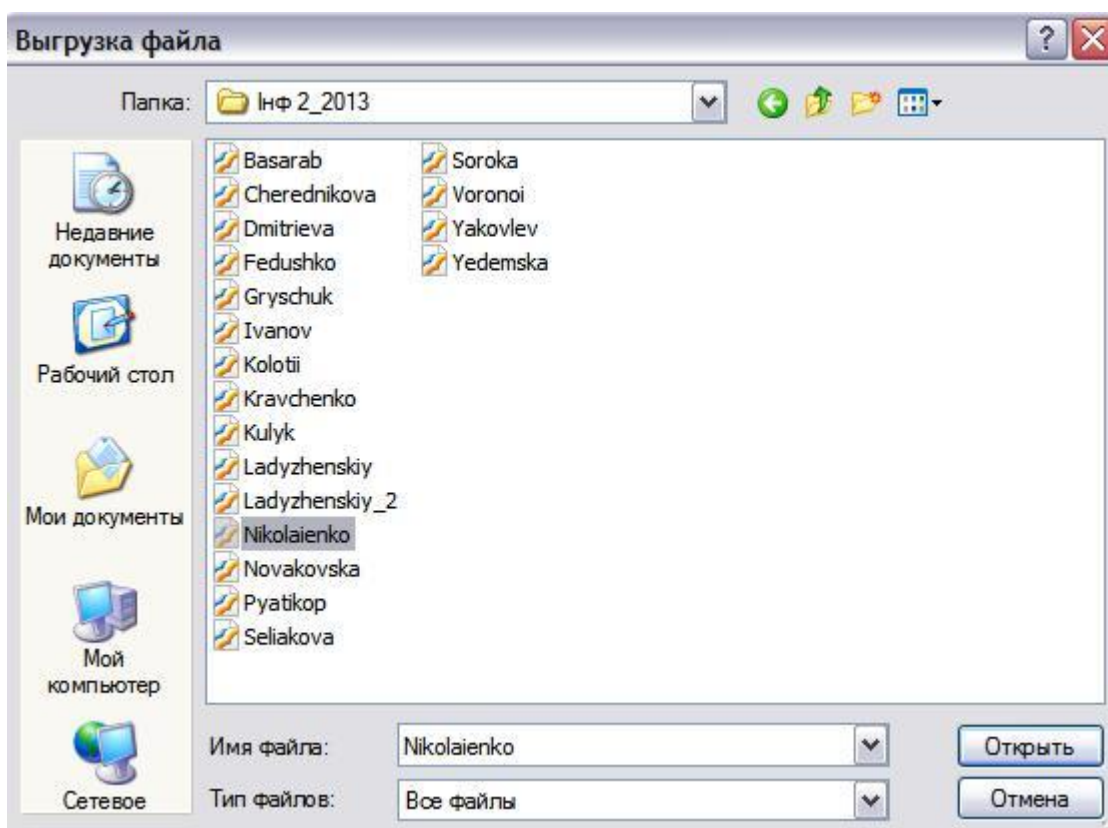 Выгрузка файла
Папка:
Інф 2_2013
Недавние
документы
Рабочий стол
Мои документы
Мой
компьютер
Сетевое
Basarab
Cherednikova
Dmitrieva
Fedushko
Gryschuk
Ivanov
Kolotii
Kravchenko
Kulyk
Ladyzhenskiy
Ladyzhenskiy_2
Nikolaienko
Novakovska
Pyatikop
Seliakova
Soroka
Voronoi
Yakovlev
Yedemska
Имя файла:
Nikolaienko
Открыть
Тип файлов:
Все файлы
Отмена